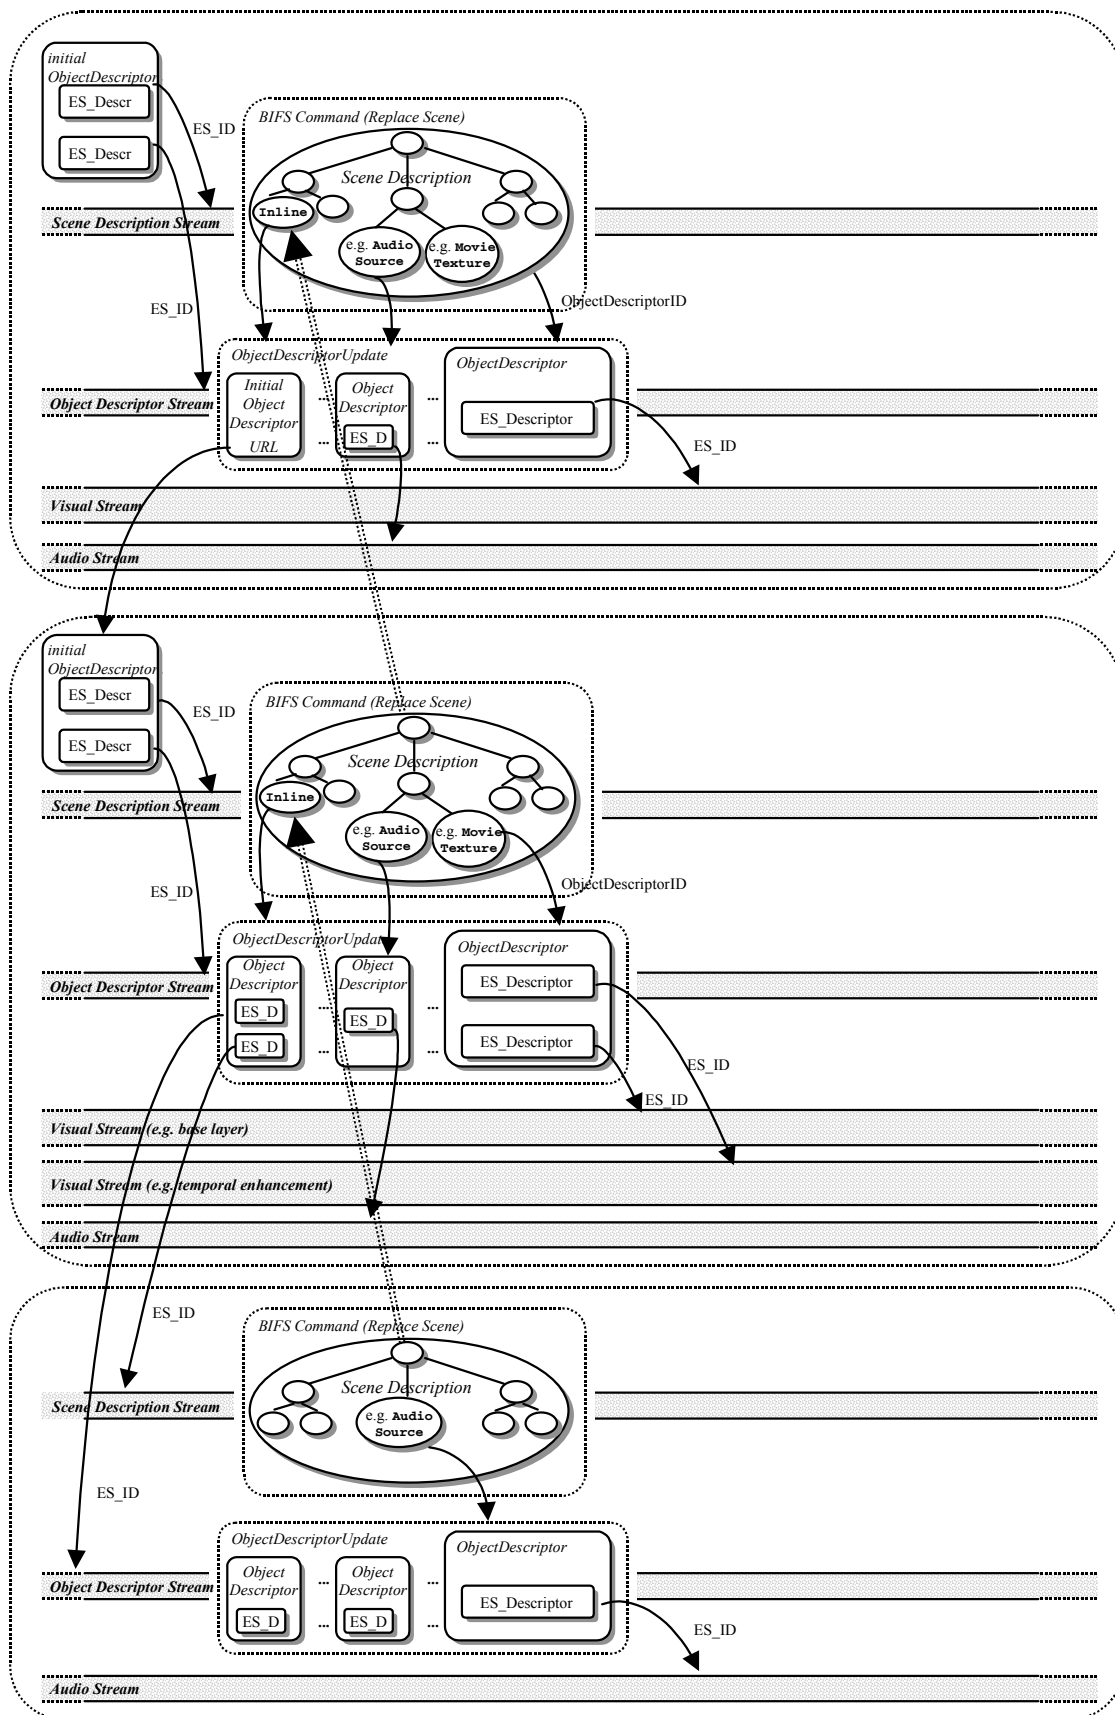 initial
ObjectDescriptor
ES_Descr
ES_Descr
ES_ID
BIFS Command (Replace Scene)
Scene Description
Inline
e.g. Audio
Source
e.g. Movie
Texture
Scene Description Stream
ES_ID
ObjectDescriptorID
ObjectDescriptorUpdate
Initial
Object
Descriptor
URL
...
...
Object
Descriptor
ES_D
...
...
ObjectDescriptor
ES_Descriptor
Object Descriptor Stream
ES_ID
Visual Stream
Audio Stream
initial
ObjectDescriptor
ES_Descr
ES_Descr
ES_ID
BIFS Command (Replace Scene)
Scene Description
Inline
e.g. Audio
Source
e.g. Movie
Texture
Scene Description Stream
ES_ID
ObjectDescriptorID
ObjectDescriptorUpdate
Object
Descriptor
ES_D
ES_D
...
...
Object
Descriptor
ES_D
...
...
ObjectDescriptor
ES_Descriptor
ES_Descriptor
Object Descriptor Stream
ES_ID
ES_ID
Visual Stream (e.g. base layer)
Visual Stream (e.g. temporal enhancement)
Audio Stream
ES_ID
BIFS Command (Replace Scene)
Scene Description
e.g. Audio
Source
Scene Description Stream
ES_ID
ObjectDescriptorUpdate
Object
Descriptor
ES_D
...
...
Object
Descriptor
ES_D
...
...
ObjectDescriptor
ES_Descriptor
Object Descriptor Stream
ES_ID
Audio Stream